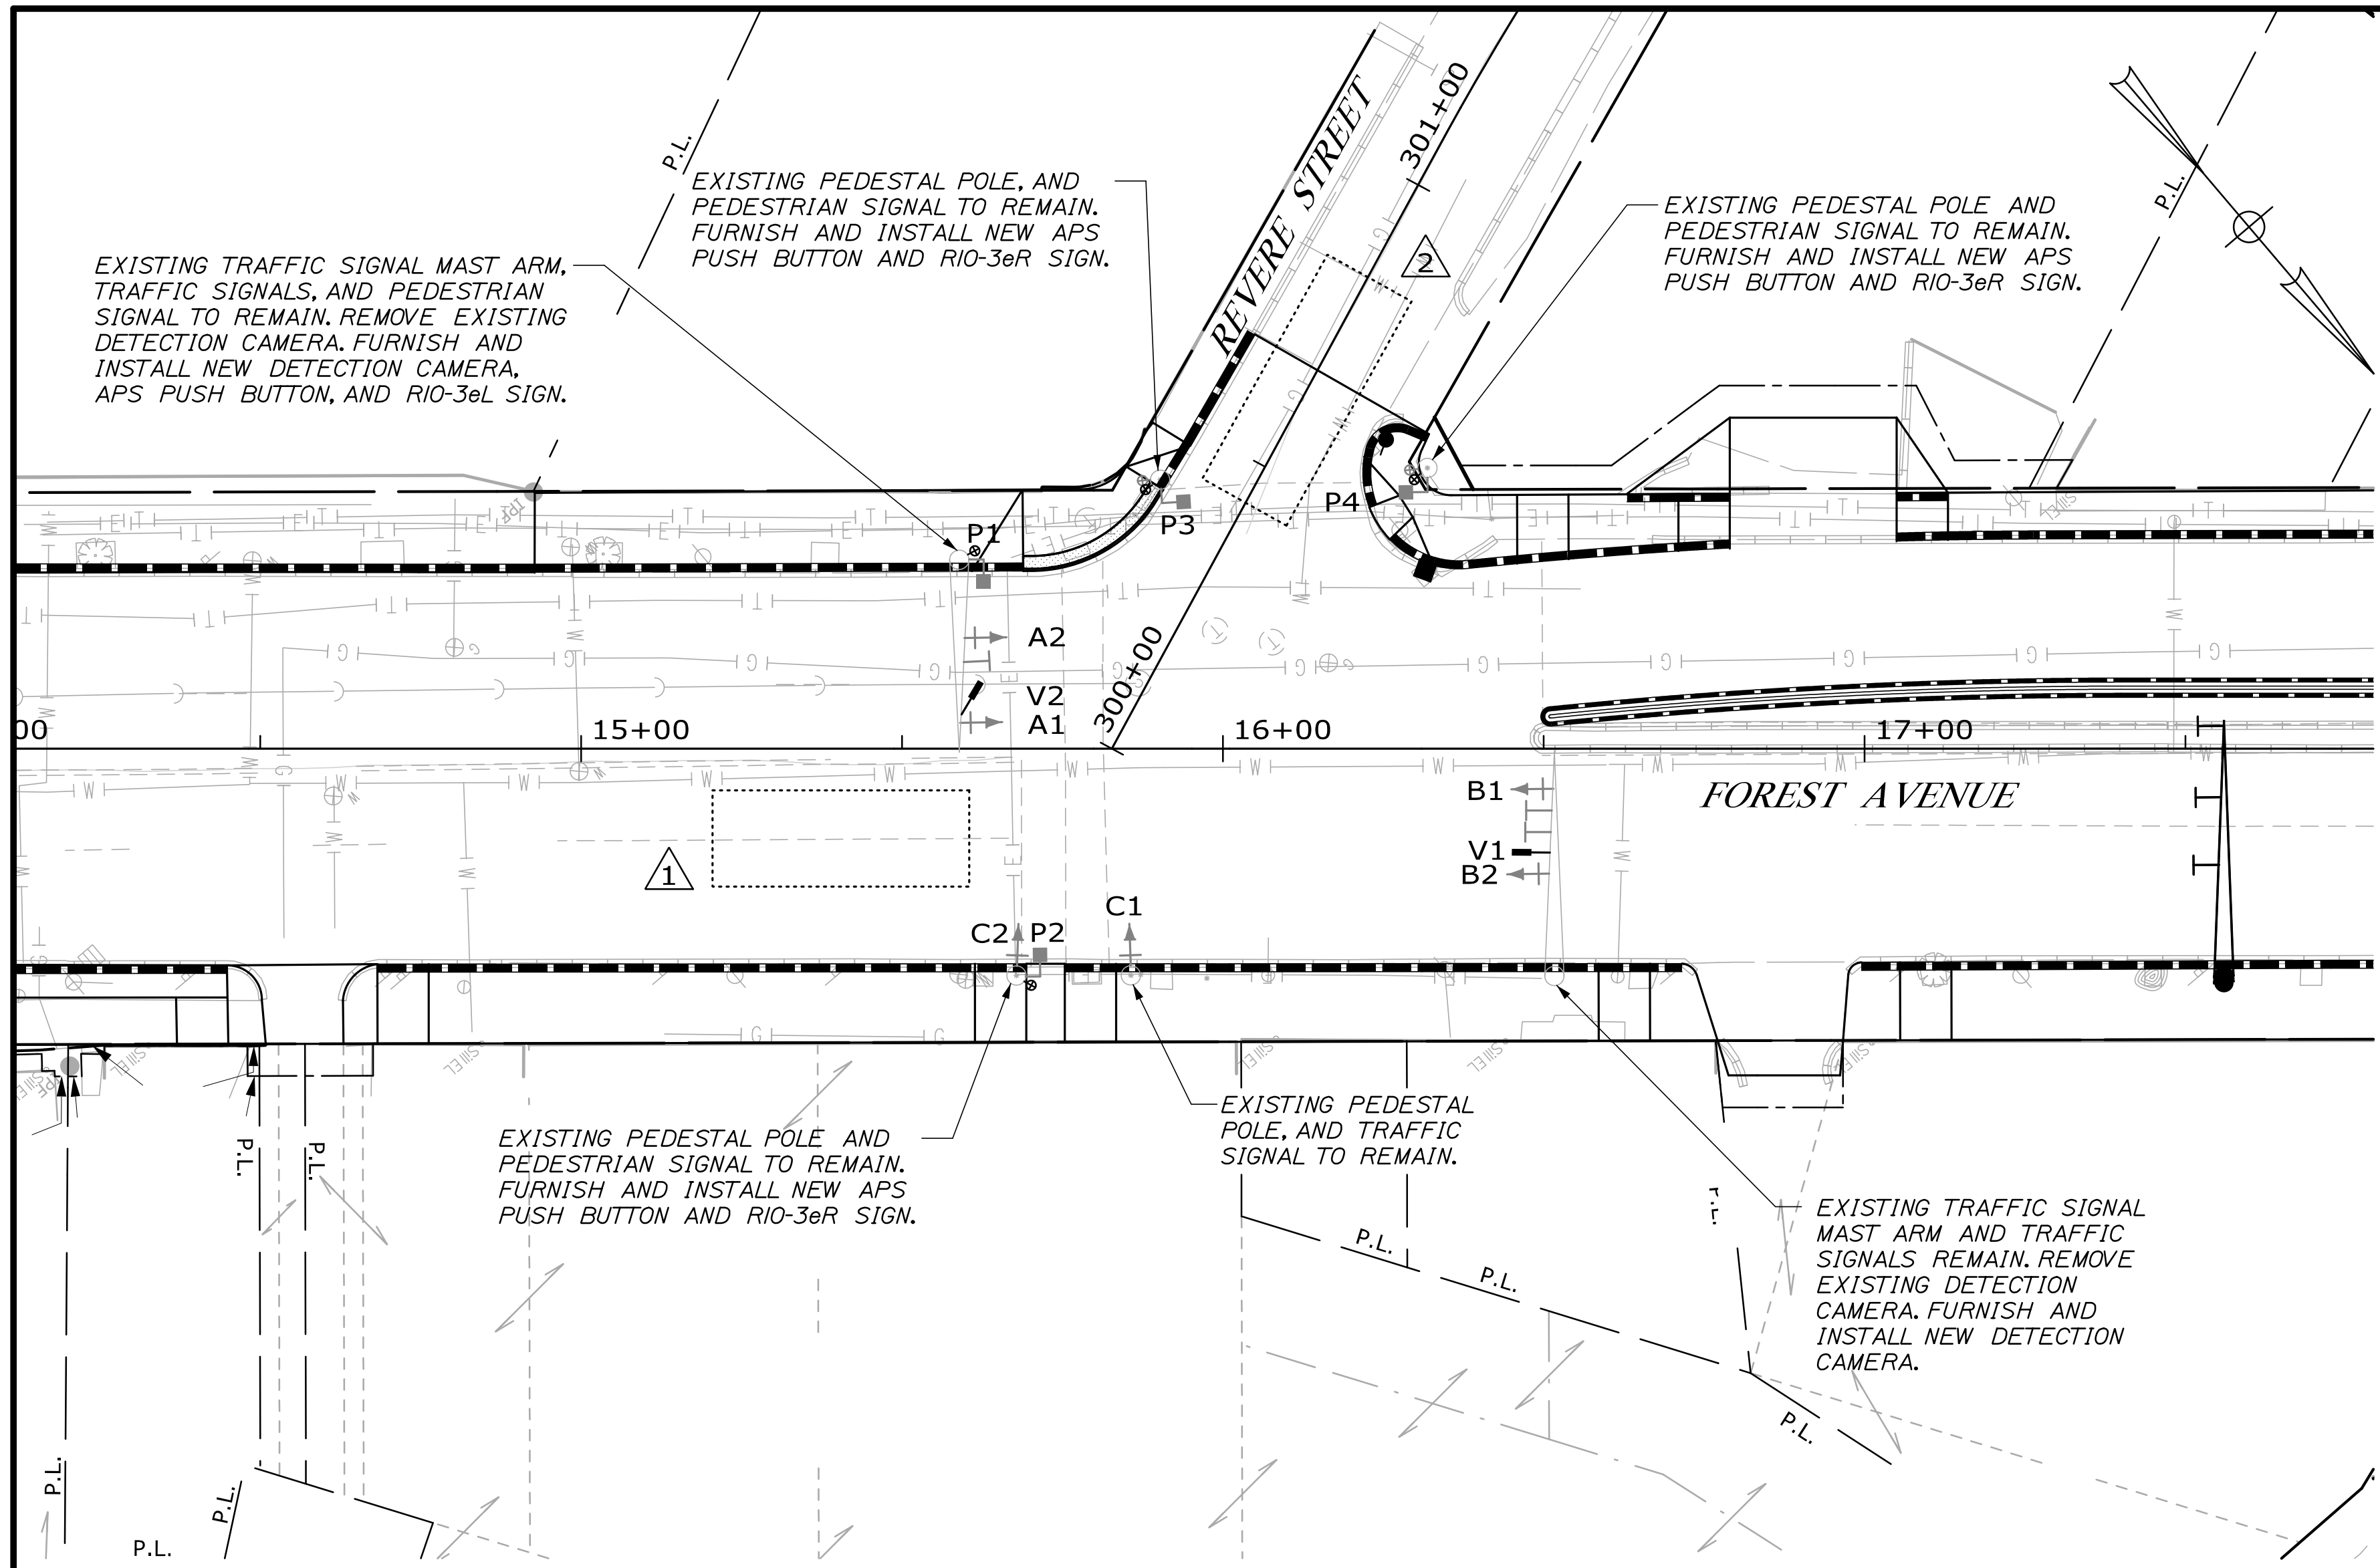 P.L.
P.L.
EXISTING PEDESTAL POLE, AND
PEDESTRIAN SIGNAL TO REMAIN.
FURNISH AND INSTALL NEW APS
PUSH BUTTON AND R10-3eR SIGN.
EXISTING PEDESTAL POLE AND
PEDESTRIAN SIGNAL TO REMAIN.
FURNISH AND INSTALL NEW APS
PUSH BUTTON AND R10-3eR SIGN.
EXISTING TRAFFIC SIGNAL MAST ARM,
TRAFFIC SIGNALS, AND PEDESTRIAN
SIGNAL TO REMAIN. REMOVE EXISTING
DETECTION CAMERA. FURNISH AND
INSTALL NEW DETECTION CAMERA,
APS PUSH BUTTON, AND R10-3eL SIGN.
REVERE STREET
301+00
2
P1
P3
P4
A2
V2
A1
300+00
00
15+00
16+00
17+00
B1
V1
B2
FOREST AVENUE
1
C2
P2
C1
EXISTING PEDESTAL
POLE, AND TRAFFIC
SIGNAL TO REMAIN.
EXISTING PEDESTAL POLE AND
PEDESTRIAN SIGNAL TO REMAIN.
FURNISH AND INSTALL NEW APS
PUSH BUTTON AND R10-3eR SIGN.
P.L.
P.L.
P.L.
P.L.
P.L.
EXISTING TRAFFIC SIGNAL
MAST ARM AND TRAFFIC
SIGNALS REMAIN. REMOVE
EXISTING DETECTION
CAMERA. FURNISH AND
INSTALL NEW DETECTION
CAMERA.
P.L.
P.L.
P.L.
P.L.